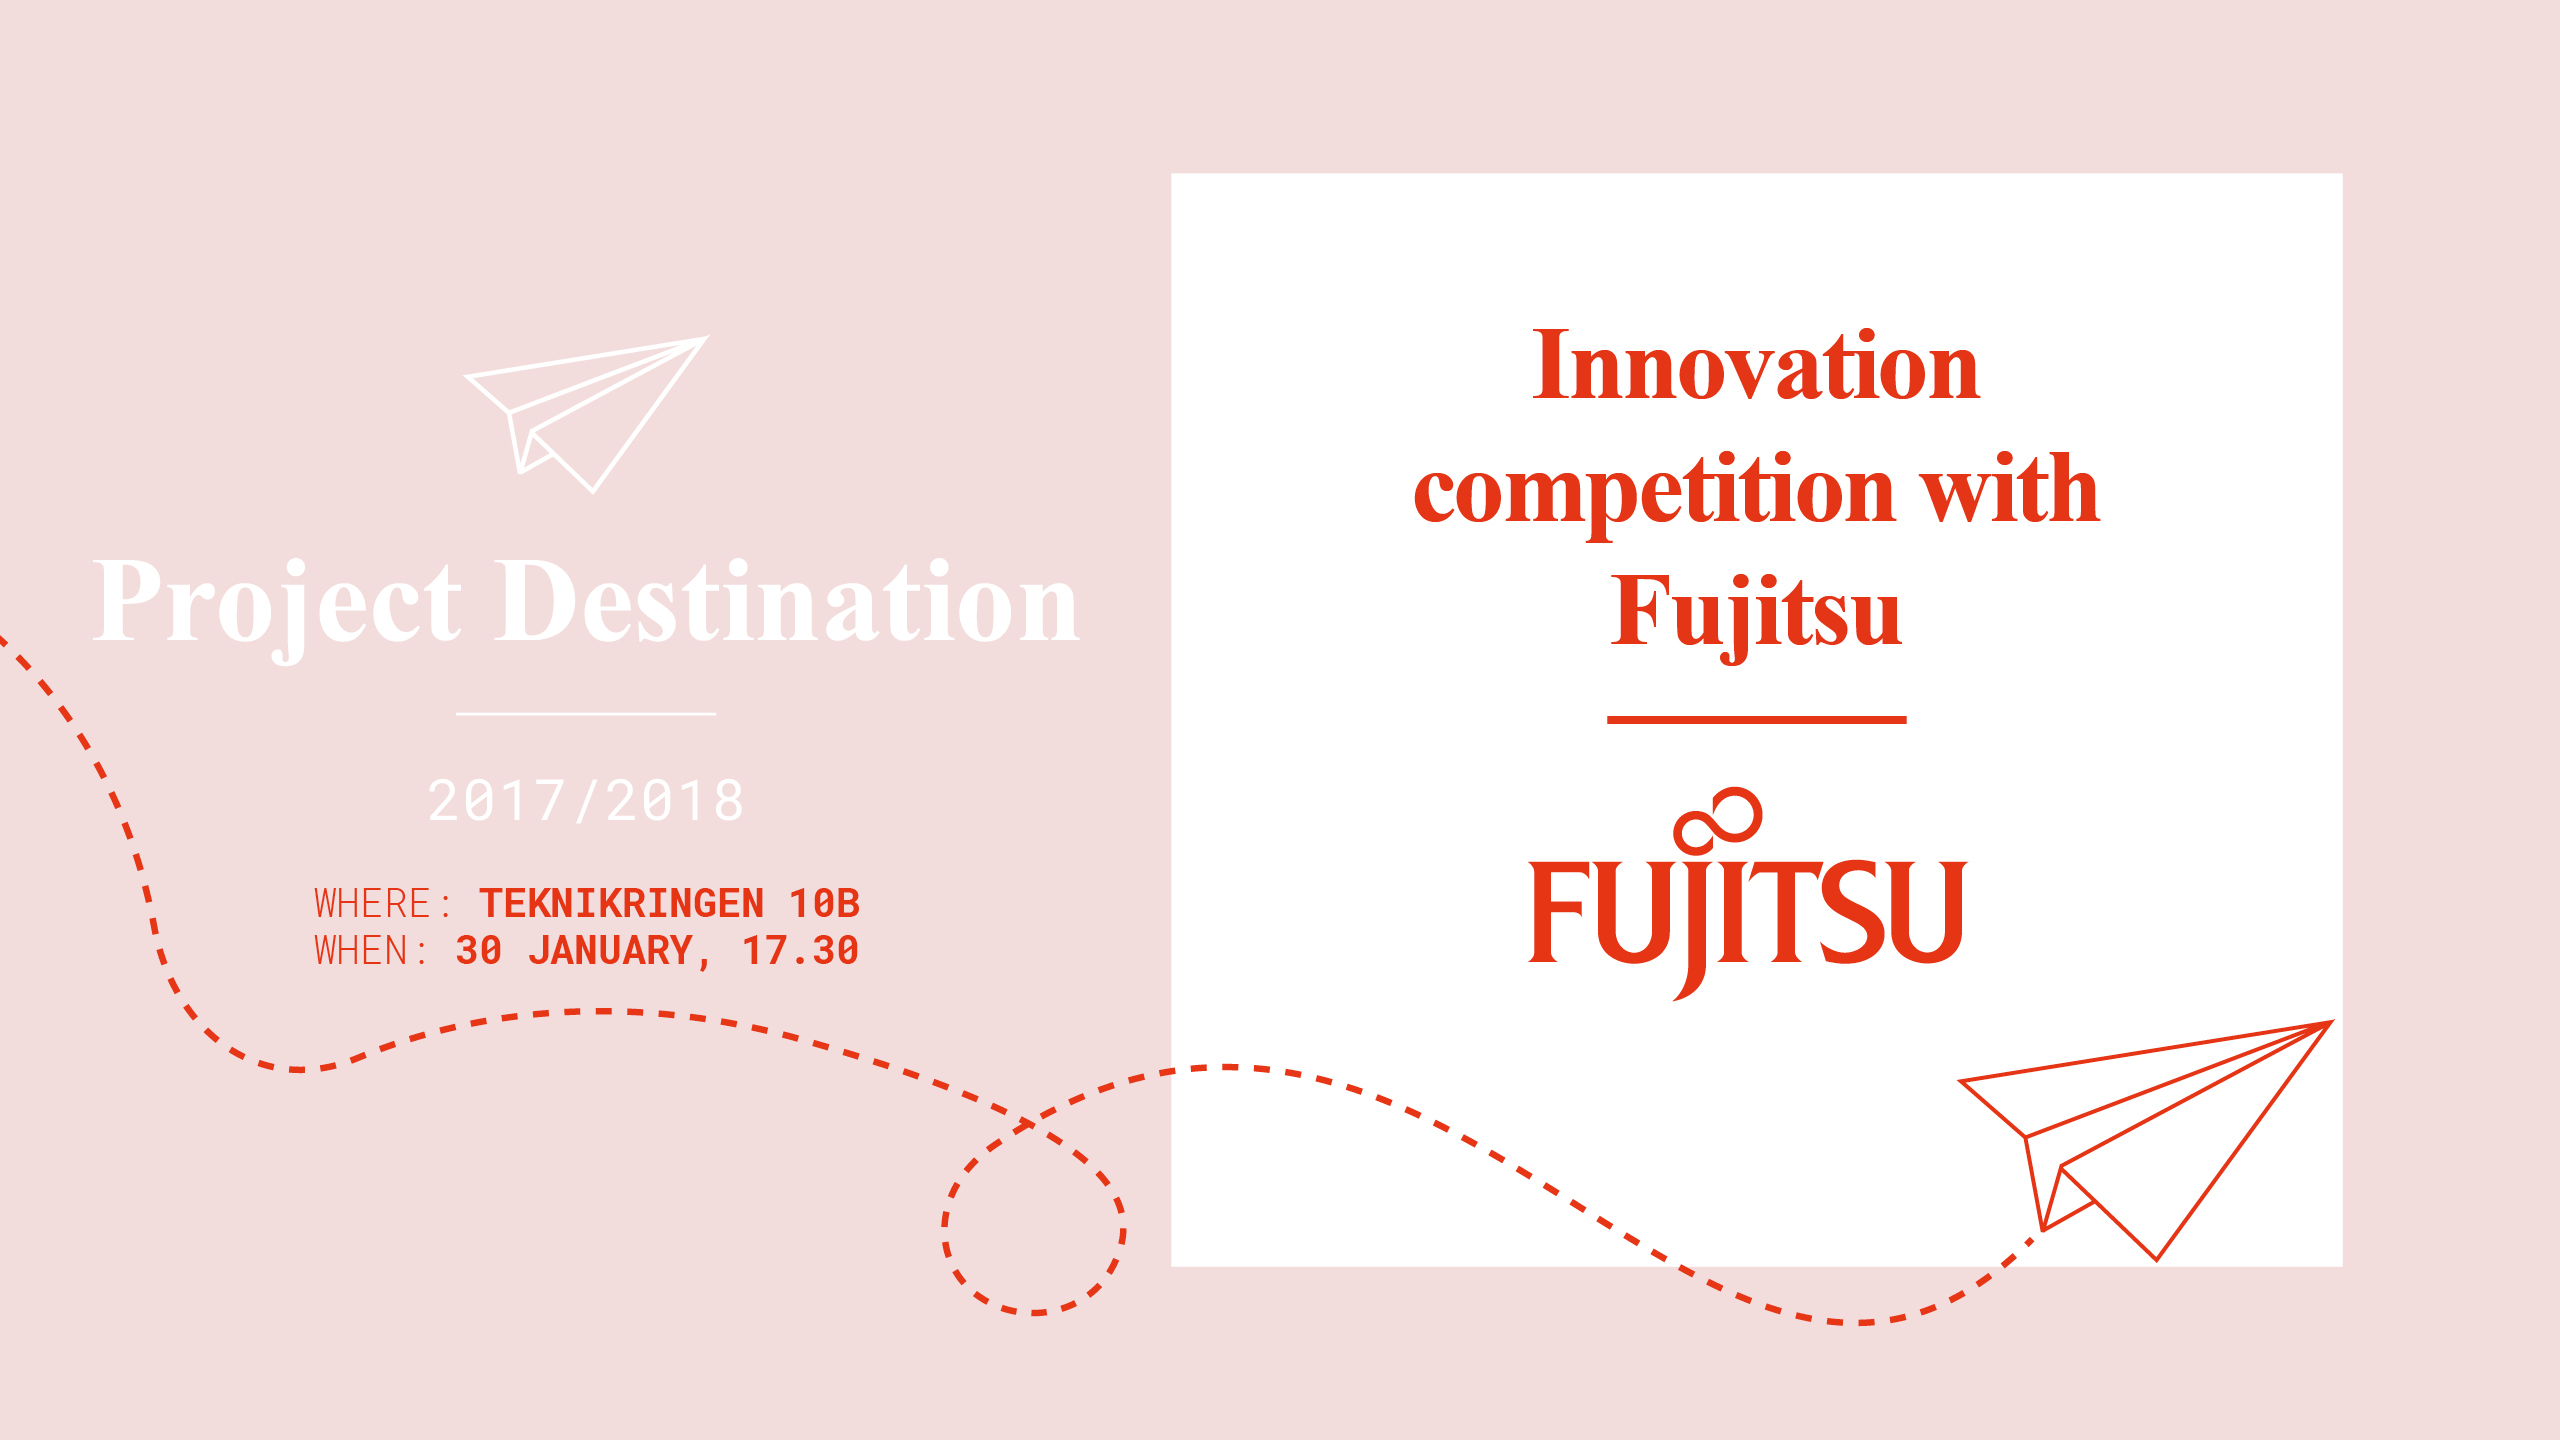 Project Destination
2017/2018
WHERE: TEKNIKRINGEN 10B
WHEN: 30 JANUARY, 17.30
Innovation
competition with
Fujitsu
FUJITSU